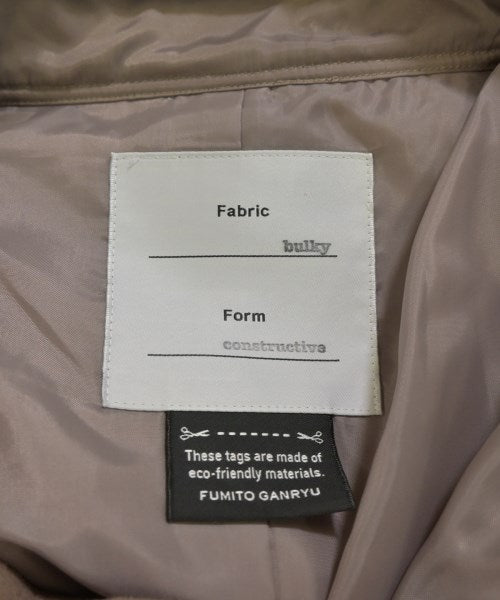 Fabric
bulky
Form
constructive
These tags are made of
eco-friendly materials.
FUMITO GANRYU